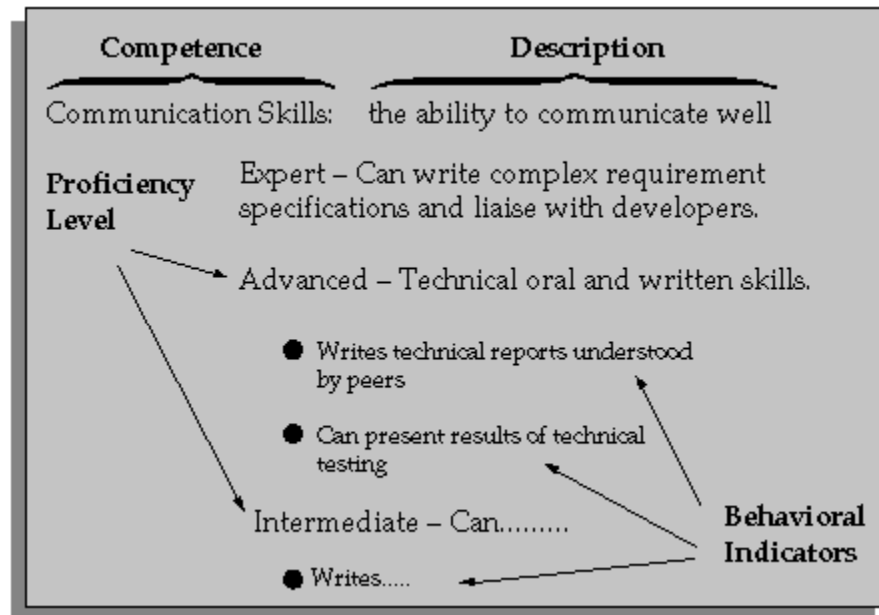 Competence Description
Communication Skills: the ability to communicate well
Proficiency
Level
Expert – Can write complex requirement
specifications and liaise with developers.
Advanced – Technical oral and written skills.
● Writes technical reports understood
by peers
● Can present results of technical
testing
Intermediate – Can.........
● Writes.....
Behavioral
Indicators